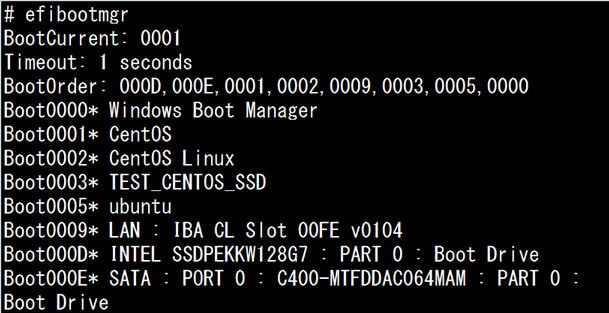 # efibootmgr
BootCurrent: 0001
Timeout: 1 seconds
BootOrder: 000D,000E,0001,0002,0009,0003,0005,0000
Boot0000* Windows Boot Manager
Boot0001* CentOS
Boot0002* CentOS Linux
Boot0003* TEST_CENTOS_SSD
Boot0005* ubuntu
Boot0009* LAN : IBA CL Slot 00FE v0104
Boot000D* INTEL SSDPEKKW128G7 : PART 0 : Boot Drive
Boot000E* SATA : PORT 0 : C400-MTFDDAC064MAM : PART 0 :
Boot Drive